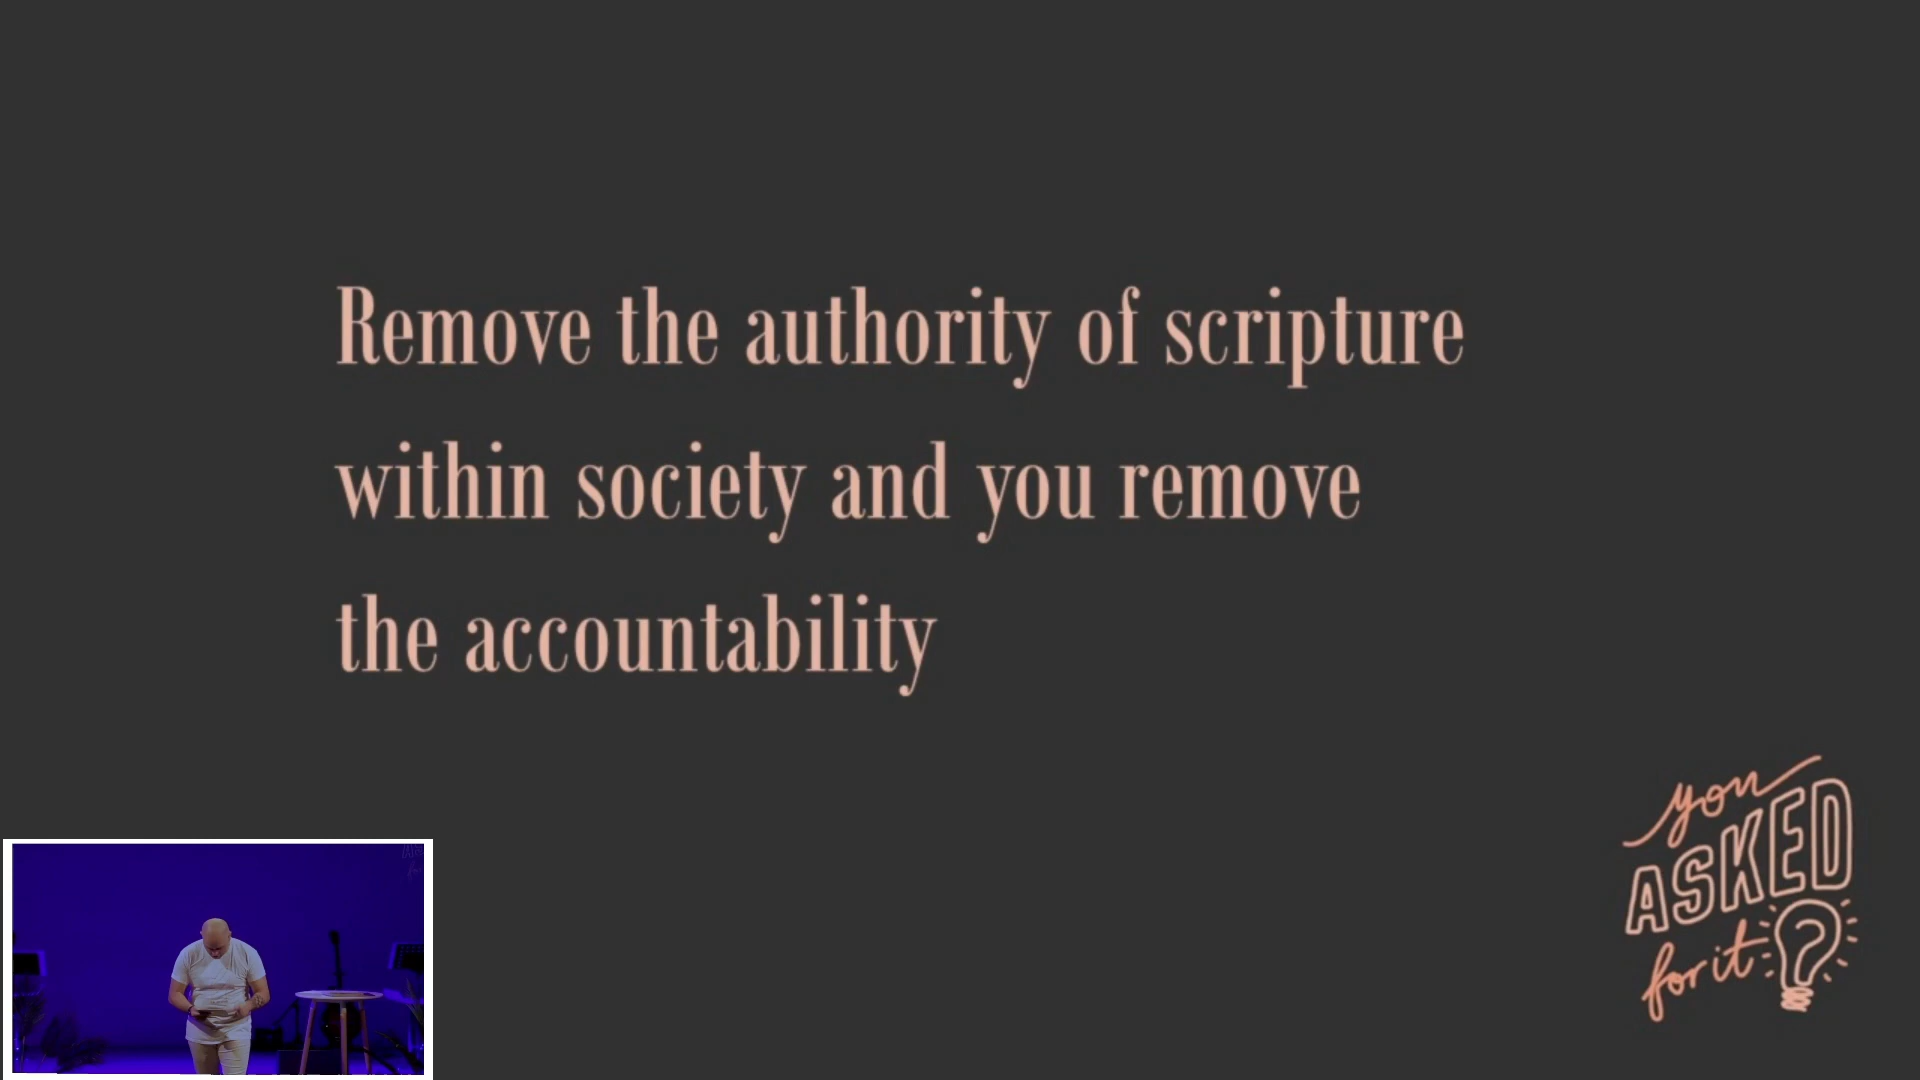 Remove the authority of scripture
within society and you remove
the accountability
you
ASKED
for it
?